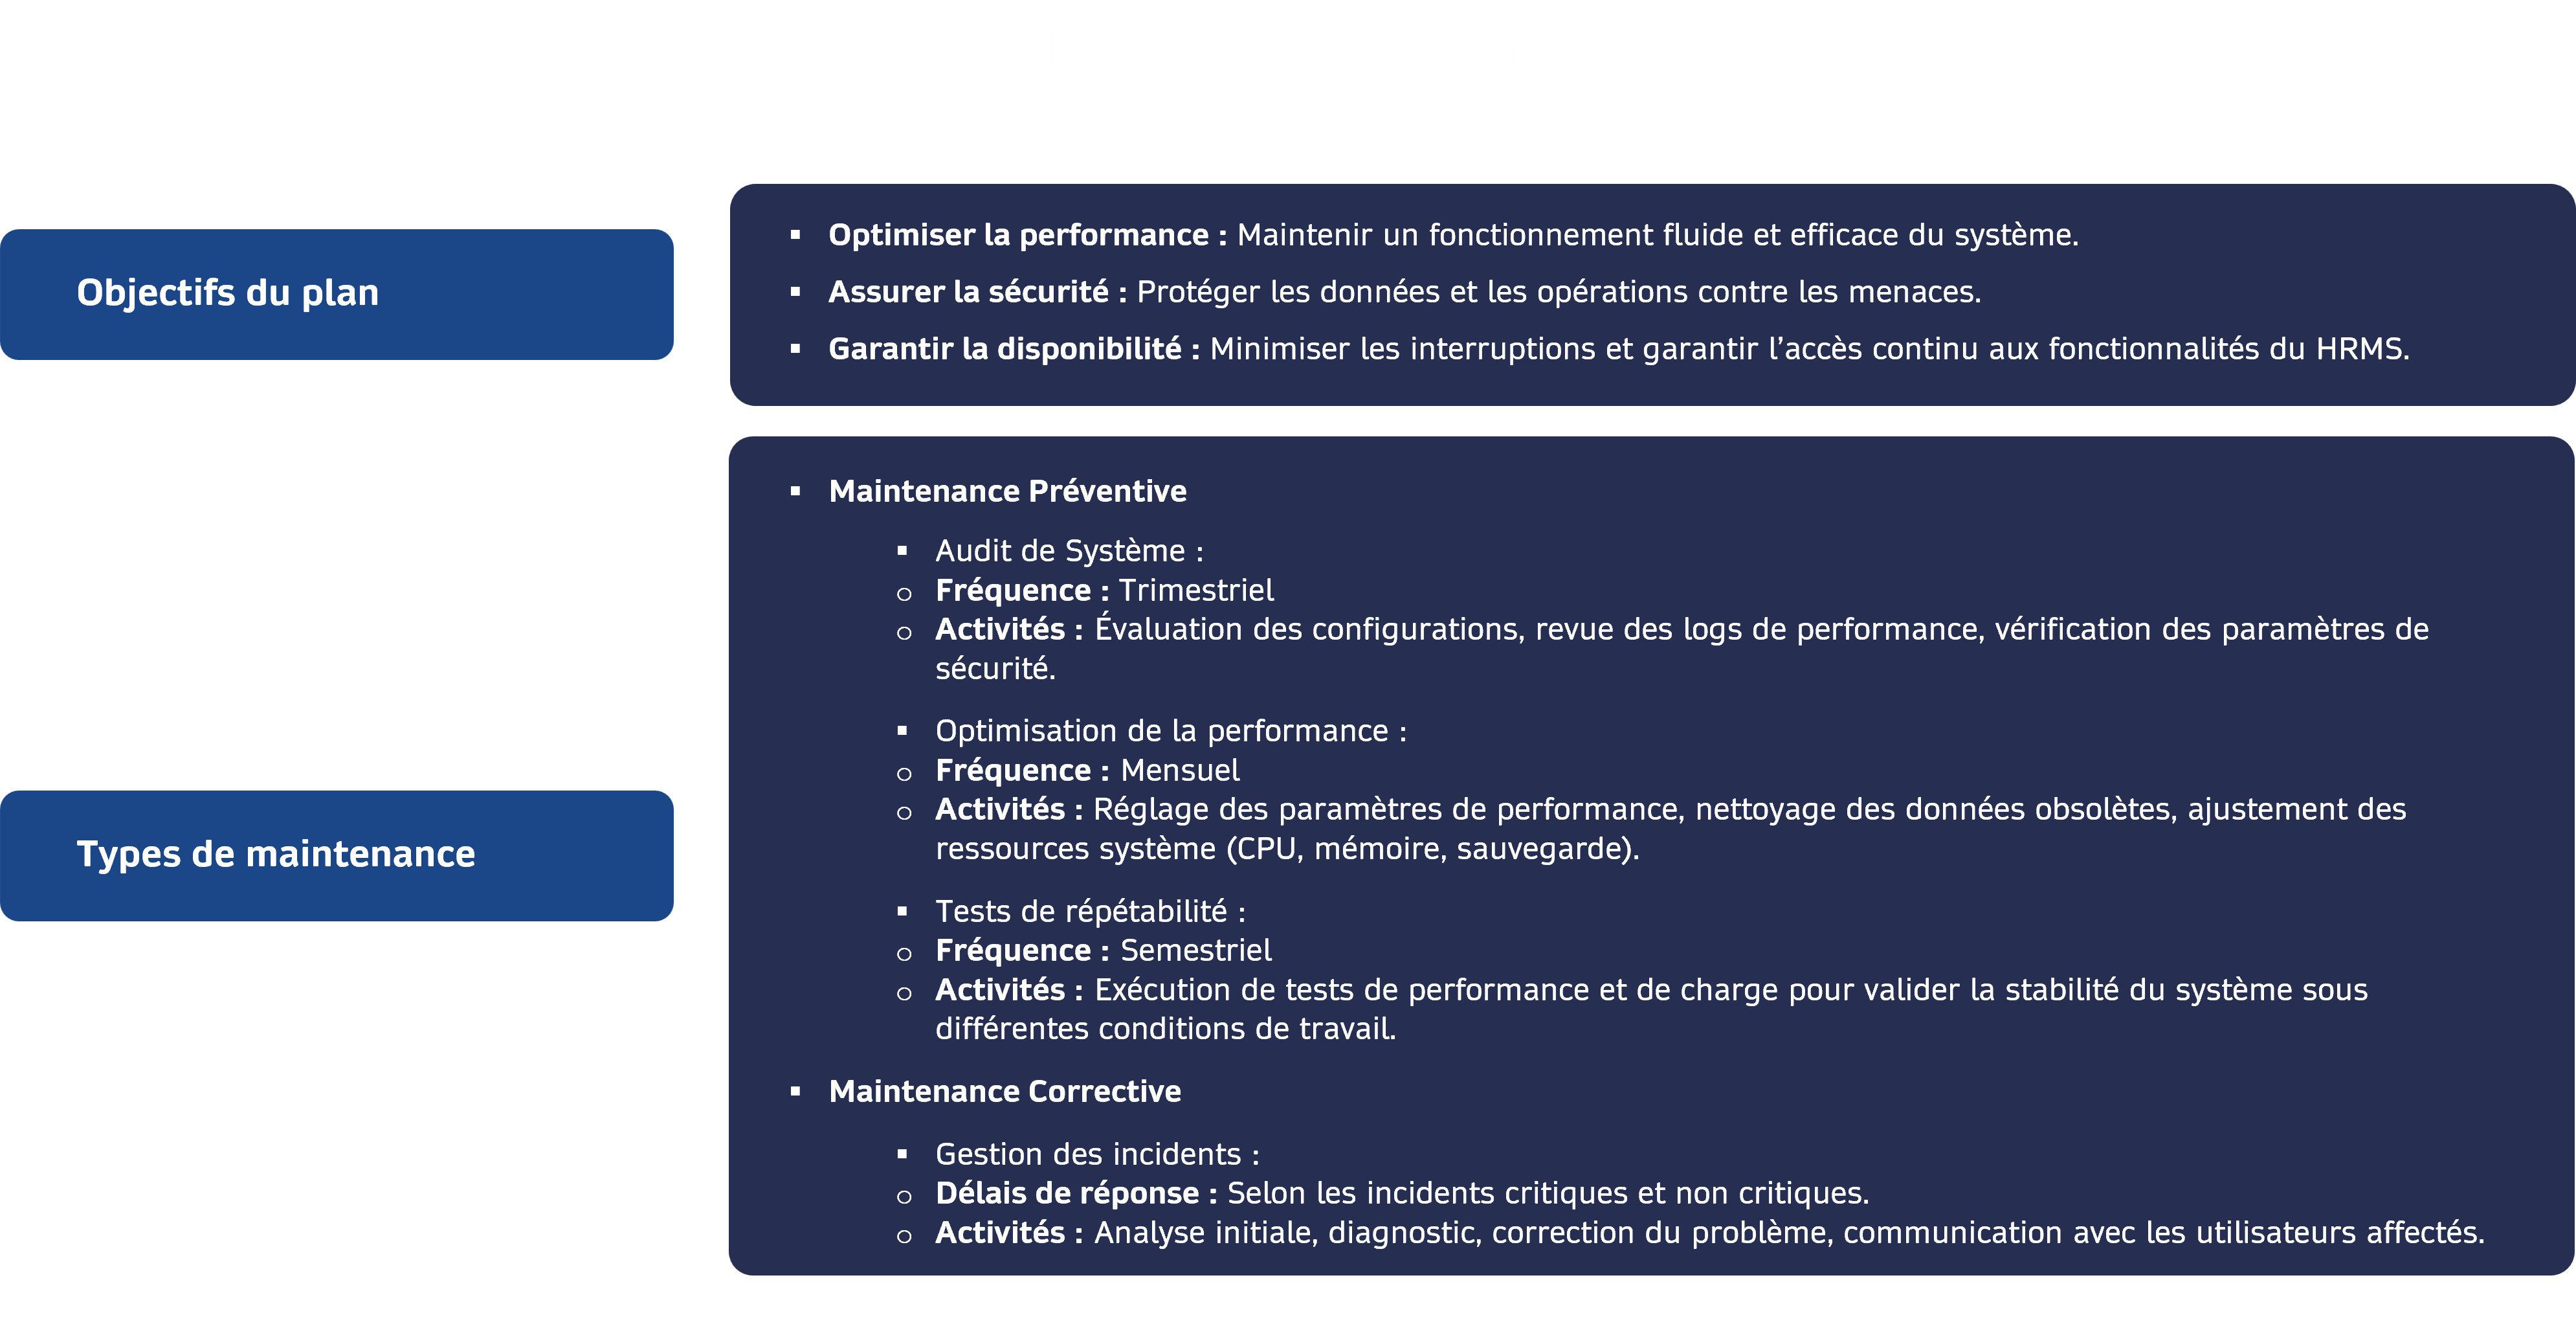 Objectifs du plan
▪ Optimiser la performance : Maintenir un fonctionnement fluide et efficace du système.
▪ Assurer la sécurité : Protéger les données et les opérations contre les menaces.
▪ Garantir la disponibilité : Minimiser les interruptions et garantir l’accès continu aux fonctionnalités du HRMS.
Types de maintenance
▪ Maintenance Préventive
▪ Audit de Système :
o Fréquence : Trimestriel
o Activités : Évaluation des configurations, revue des logs de performance, vérification des paramètres de
sécurité.
▪ Optimisation de la performance :
o Fréquence : Mensuel
o Activités : Réglage des paramètres de performance, nettoyage des données obsolètes, ajustement des
ressources système (CPU, mémoire, sauvegarde).
▪ Tests de répétabilité :
o Fréquence : Semestriel
o Activités : Exécution de tests de performance et de charge pour valider la stabilité du système sous
différentes conditions de travail.
▪ Maintenance Corrective
▪ Gestion des incidents :
o Délais de réponse : Selon les incidents critiques et non critiques.
o Activités : Analyse initiale, diagnostic, correction du problème, communication avec les utilisateurs affectés.